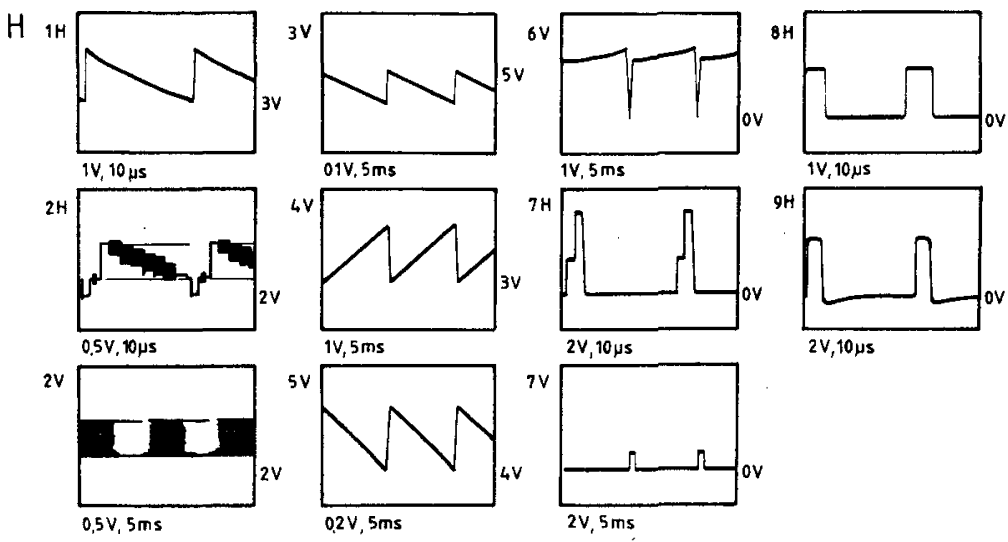 H
1H
3V
1V, 10 µs
3V
5V
01V, 5ms
6V
0V
1V, 5ms
8H
0V
1V, 10µs
2H
2V
0,5V, 10µs
4V
3V
1V, 5ms
7H
0V
2V, 10µs
9H
0V
2V, 10µs
2V
2V
0,5V, 5ms
5V
4V
0,2V, 5ms
7V
0V
2V, 5ms